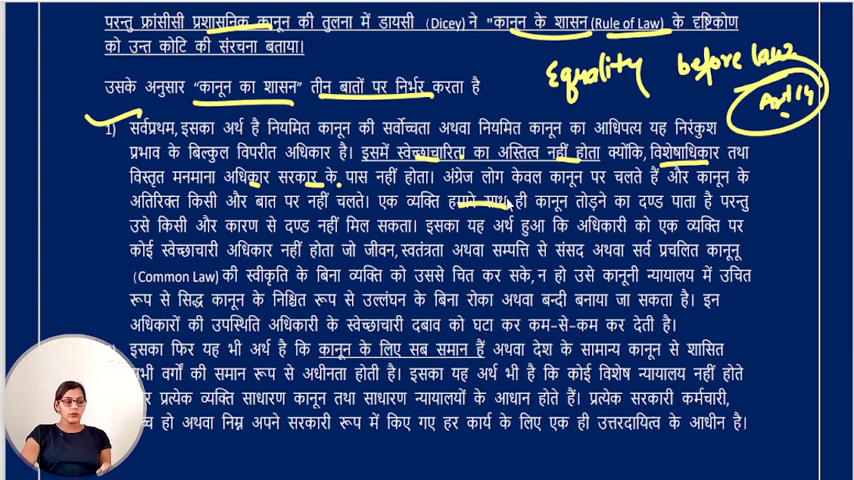 परन्तु फ्रांसीसी प्रशासनिक कानून की तुलना में डायसी (Dicey) ने "कानून के शासन (Rule of Law) के दृष्टिकोण
को उन्त कोटि की संरचना बताया।
Equality before law
Art 14
उसके अनुसार "कानून का शासन" तीन बातों पर निर्भर करता है
1) सर्वप्रथम, इसका अर्थ है नियमित कानून की सर्वोच्चता अथवा नियमित कानून का आधिपत्य यह निरंकुश
प्रभाव के बिल्कुल विपरीत अधिकार है। इसमें स्वेच्छाचारिता का अस्तित्व नहीं होता क्योंकि, विशेषाधिकार तथा
विस्तृत मनमाना अधिकार सरकार के पास नहीं होता। अंग्रेज लोग केवल कानून पर चलते हैं और कानून के
अतिरिक्त किसी और बात पर नहीं चलते। एक व्यक्ति हमारे साथ ही कानून तोड़ने का दण्ड पाता है परन्तु
उसे किसी और कारण से दण्ड नहीं मिल सकता। इसका यह अर्थ हुआ कि अधिकारी को एक व्यक्ति पर
कोई स्वेच्छाचारी अधिकार नहीं होता जो जीवन, स्वतंत्रता अथवा सम्पत्ति से संसद अथवा सर्व प्रचलित कानूनू
(Common Law) की स्वीकृति के बिना व्यक्ति को उससे चित कर सके, न हो उसे कानूनी न्यायालय में उचित
रूप से सिद्ध कानून के निश्चित रूप से उल्लंघन के बिना रोका अथवा बन्दी बनाया जा सकता है। इन
अधिकारों की उपस्थिति अधिकारी के स्वेच्छाचारी दबाव को घटा कर कम-से-कम कर देती है।
इसका फिर यह भी अर्थ है कि कानून के लिए सब समान हैं अथवा देश के सामान्य कानून से शासित
सभी वर्गों की समान रूप से अधीनता होती है। इसका यह अर्थ भी है कि कोई विशेष न्यायालय नहीं होते
प्रत्येक व्यक्ति साधारण कानून तथा साधारण न्यायालयों के आधान होते हैं। प्रत्येक सरकारी कर्मचारी,
हो अथवा निम्न अपने सरकारी रूप में किए गए हर कार्य के लिए एक ही उत्तरदायित्व के अधीन है।